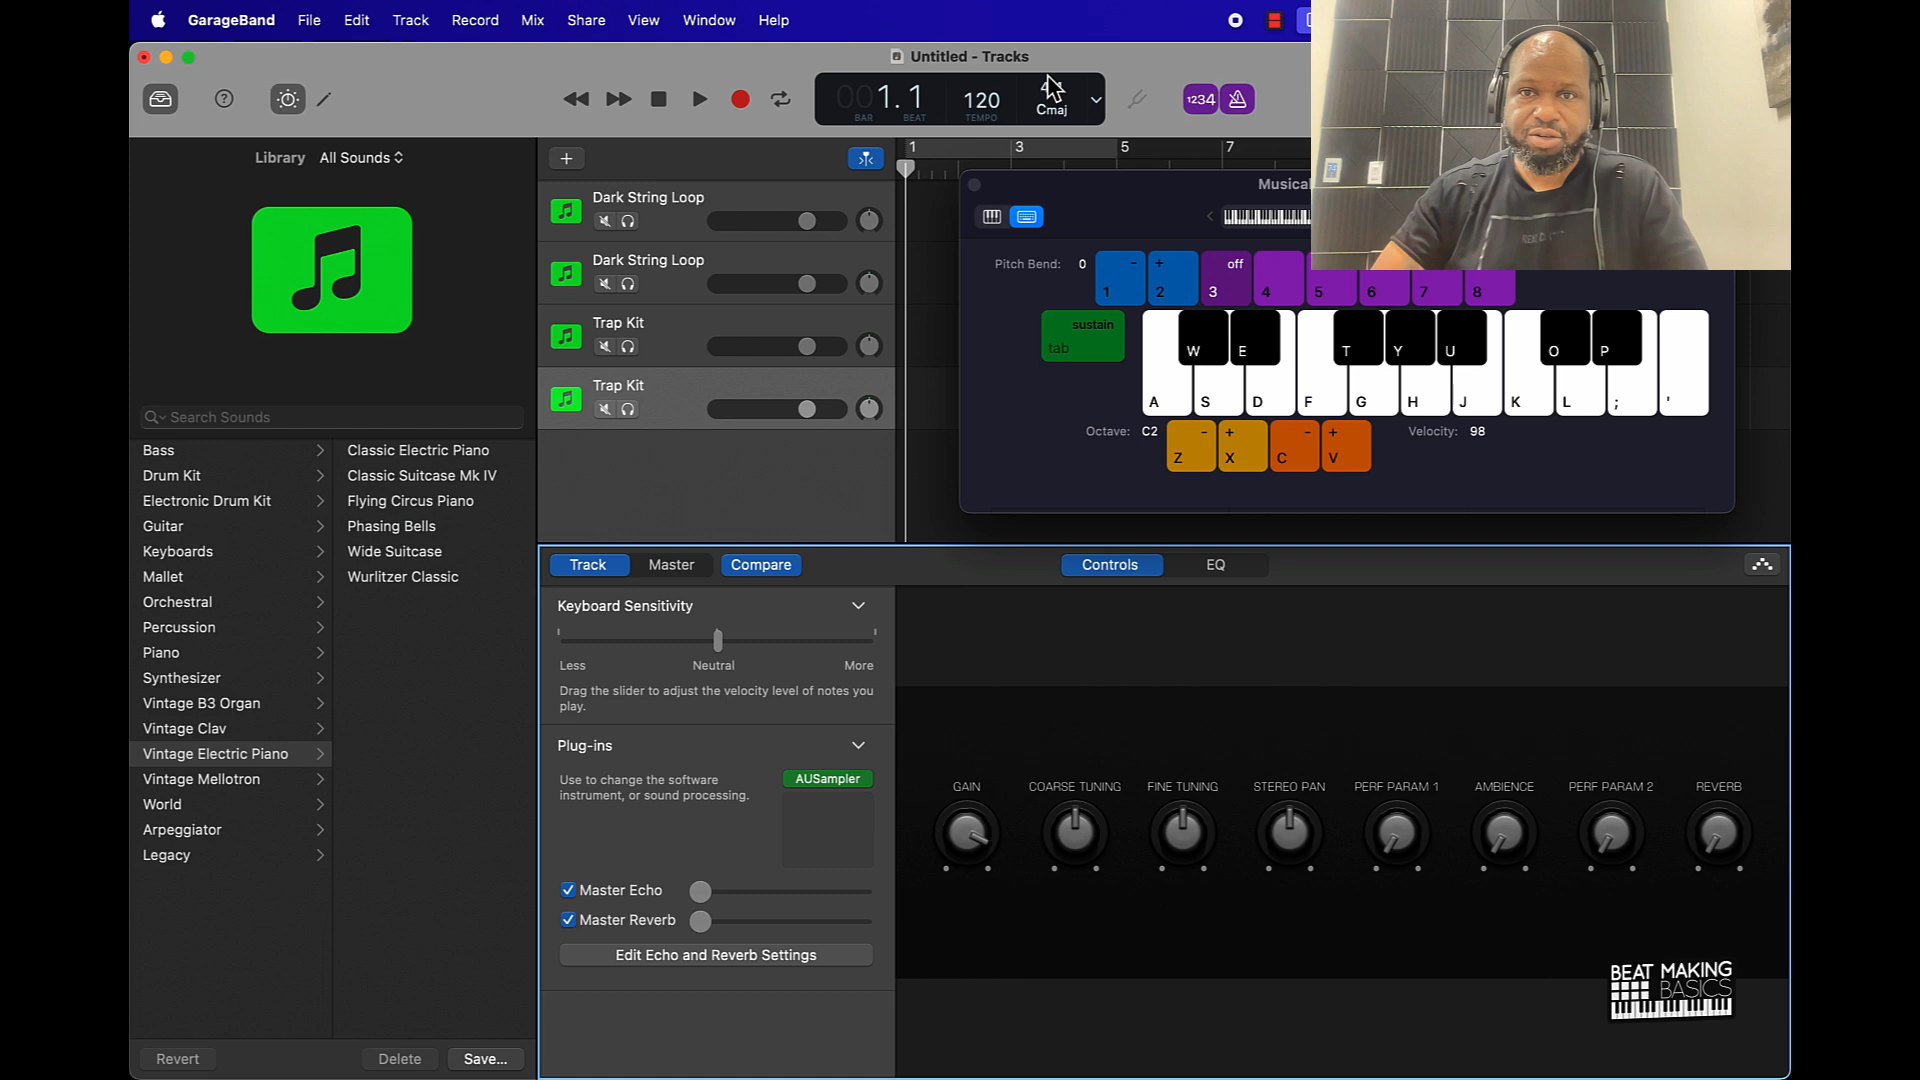 GarageBand File Edit Track Record Mix Share View Window Help
Untitled - Tracks
001.1
BAR BEAT
120
TEMPO
Cmaj
1234
Library All Sounds
1 3 5 7
Dark String Loop
Dark String Loop
Trap Kit
Trap Kit
Musical
Pitch Bend: 0
- 1
+ 2
off 3
4
5
6
7
8
sustain
tab
W E T Y U O P
A S D F G H J K L ; '
Octave: C2
- Z
+ X
- C
+ V
Velocity: 98
Search Sounds
Bass
Drum Kit
Electronic Drum Kit
Guitar
Keyboards
Mallet
Orchestral
Percussion
Piano
Synthesizer
Vintage B3 Organ
Vintage Clav
Vintage Electric Piano
Vintage Mellotron
World
Arpeggiator
Legacy
Classic Electric Piano
Classic Suitcase Mk IV
Flying Circus Piano
Phasing Bells
Wide Suitcase
Wurlitzer Classic
Revert Delete Save...
Track Master Compare
Controls EQ
Keyboard Sensitivity
Less Neutral More
Drag the slider to adjust the velocity level of notes you
play.
Plug-ins
Use to change the software
instrument, or sound processing.
AUSampler
Master Echo
Master Reverb
Edit Echo and Reverb Settings
GAIN COARSE TUNING FINE TUNING STEREO PAN PERF PARAM 1 AMBIENCE PERF PARAM 2 REVERB
BEAT MAKING
BASICS